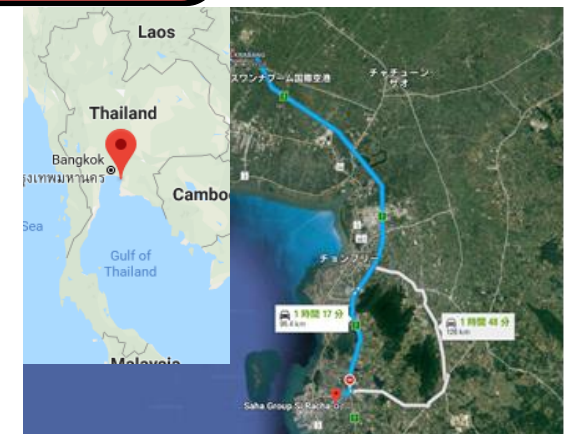 Laos
Thailand
Bangkok
กรุงเทพมหานคร
Cambo
Sea
Gulf of
Thailand
Malaysia
スワンナプーム国際空港
チャチューン
サオ
チョンブリー
1 時間 17 分
1 時間 48 分
126 km
Saha Group Si Racha